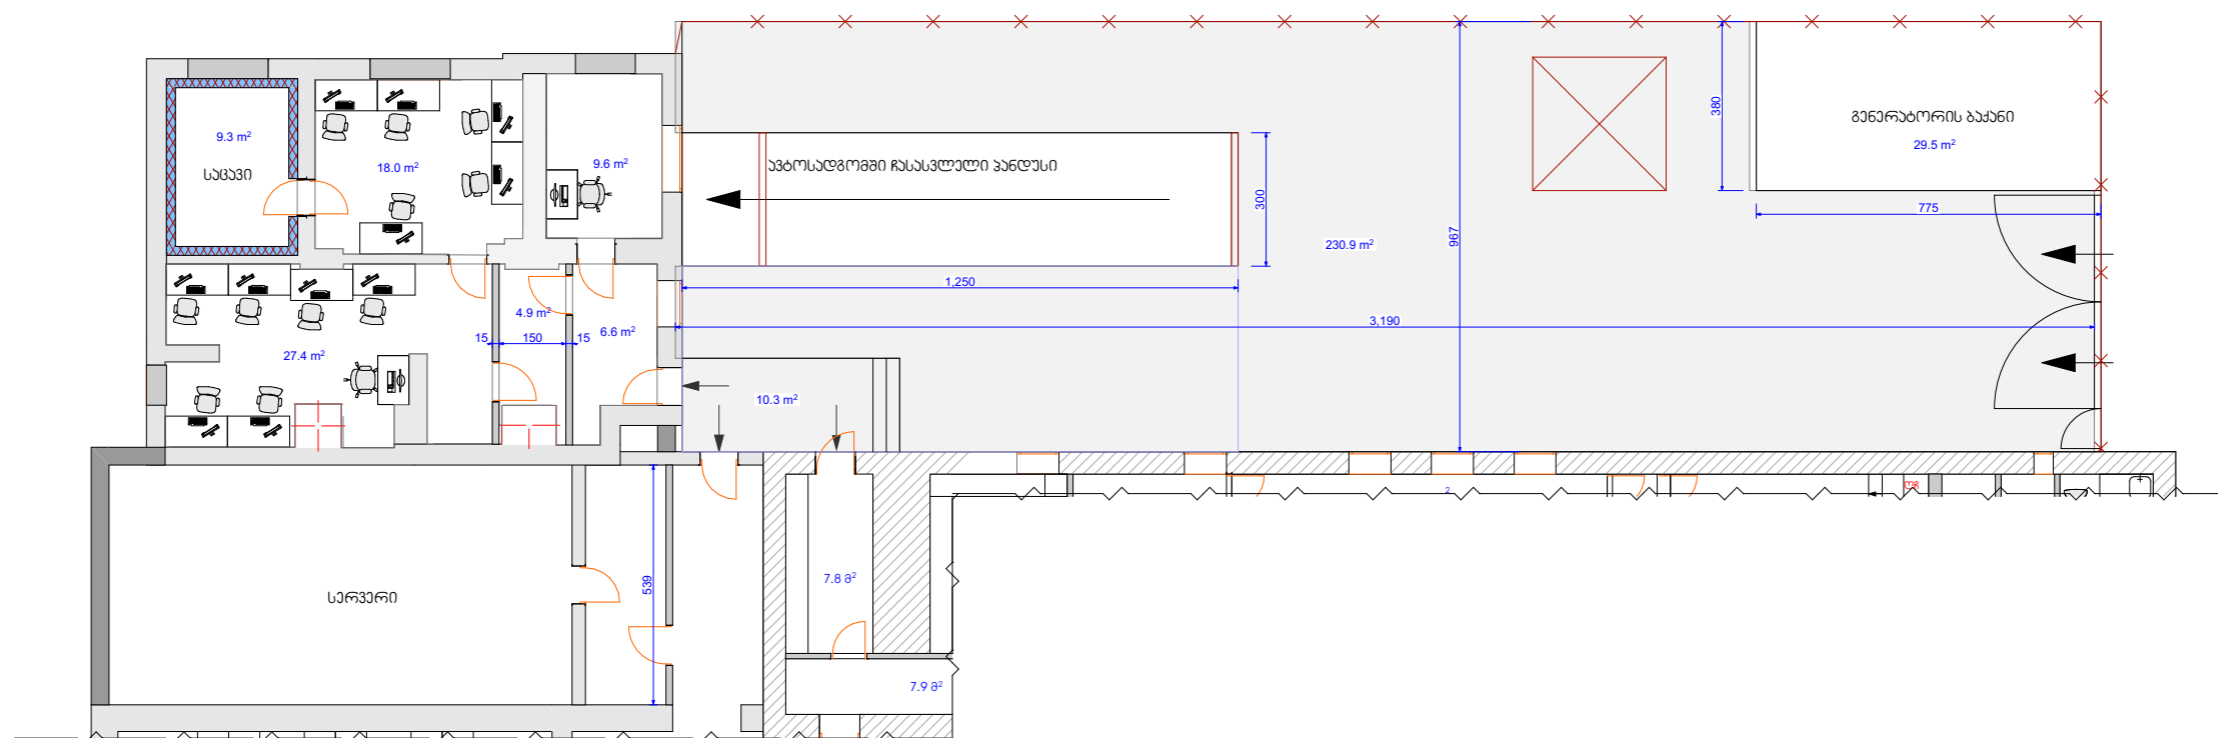 9.3 m²
საცავი
18.0 m²
9.6 m²
ავტოსადგომში ჩასასვლელი პანდუსი
300
1,250
230.9 m²
967
380
გენერატორის ბაქანი
29.5 m²
775
3,190
27.4 m²
4.9 m²
15
150
15
6.6 m²
10.3 m²
სერვერი
539
7.8 მ²
7.9 მ²
2